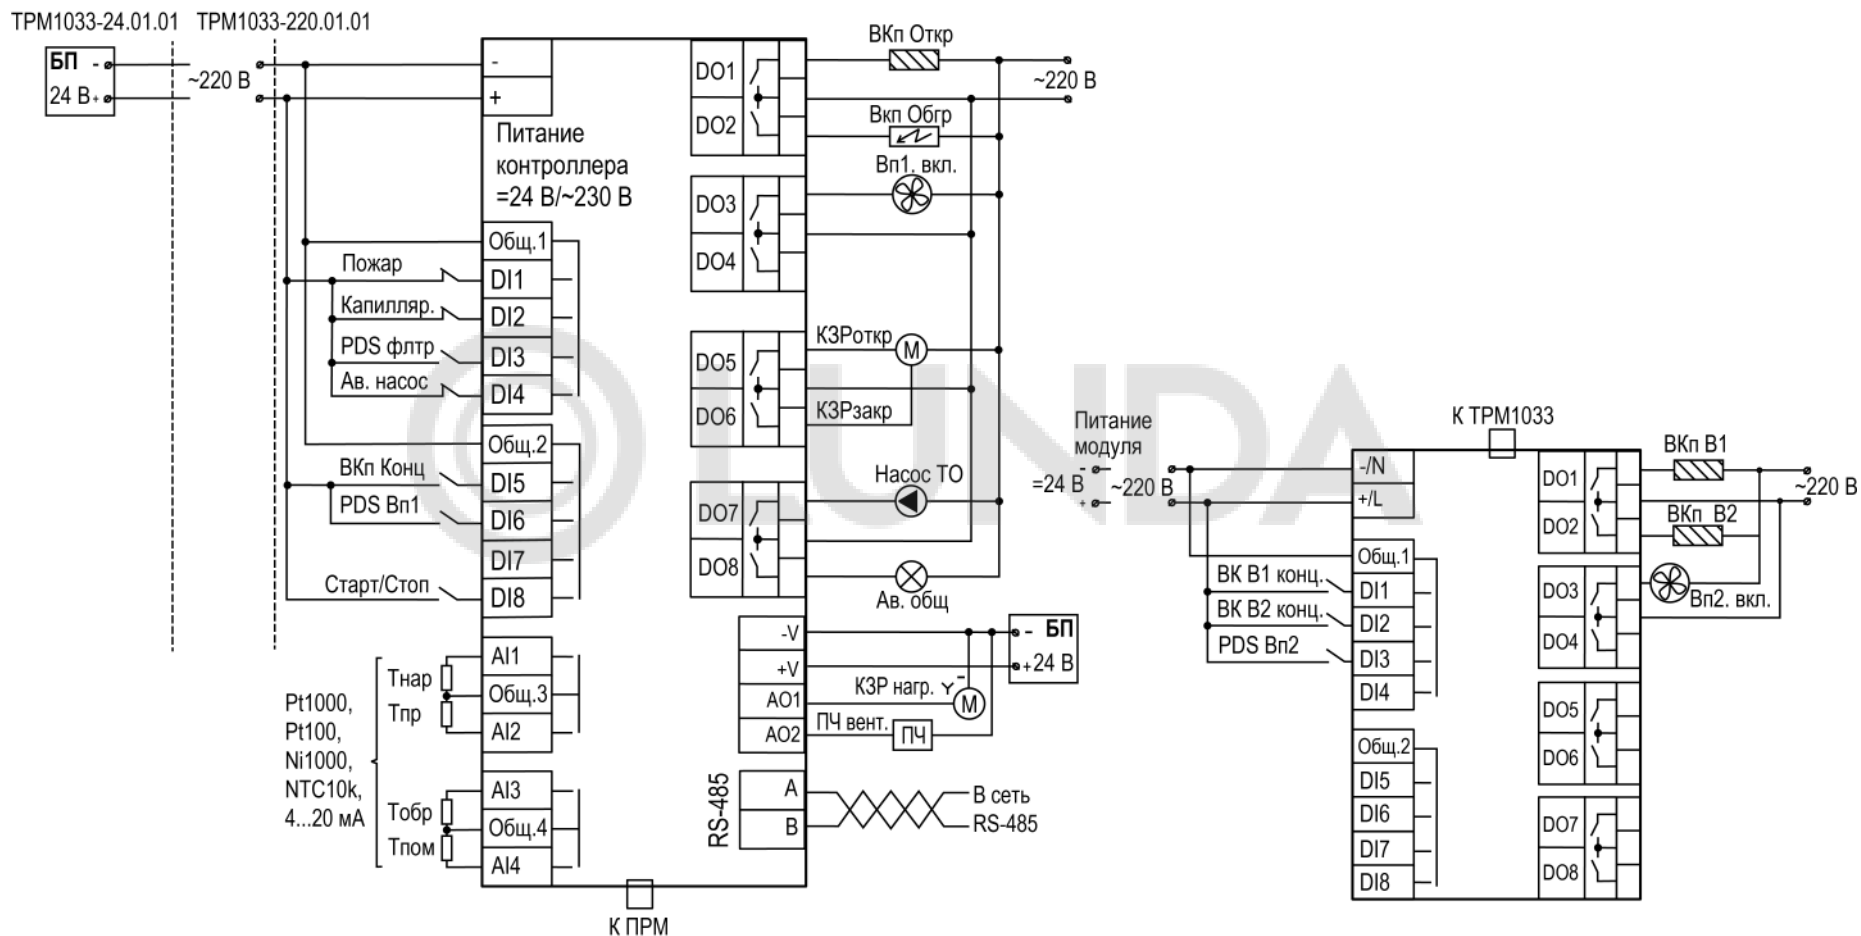 ТРМ1033-24.01.01 ТРМ1033-220.01.01
БП -
24 В +
~220 В
-
+
Питание
контроллера
=24 В/~230 В
Общ.1
Пожар
DI1
Капилляр.
DI2
PDS флтр
DI3
Ав. насос
DI4
Общ.2
ВКп Конц
DI5
PDS Вп1
DI6
DI7
Старт/Стоп
DI8
AI1
Тнар
Общ.3
Тпр
AI2
Pt1000,
Pt100,
Ni1000,
NTC10k,
4...20 мА
AI3
Тобр
Общ.4
Тпом
AI4
К ПРМ
DO1
DO2
DO3
DO4
DO5
DO6
DO7
DO8
ВКп Откр
~220 В
Вкп Обгр
Вп1. вкл.
КЗРоткр
М
КЗРзакр
Насос ТО
Ав. общ
-V
+V
AO1
AO2
- БП
+24 В
КЗР нагр. Y
-
М
ПЧ вент.
ПЧ
RS-485
A
B
В сеть
RS-485
LUNDA
Питание
модуля
-
=24 В
+
~220 В
К ТРМ1033
-/N
+/L
Общ.1
ВК В1 конц.
DI1
ВК В2 конц.
DI2
PDS Вп2
DI3
DI4
Общ.2
DI5
DI6
DI7
DI8
DO1
DO2
DO3
DO4
DO5
DO6
DO7
DO8
ВКп В1
~220 В
ВКп В2
Вп2. вкл.